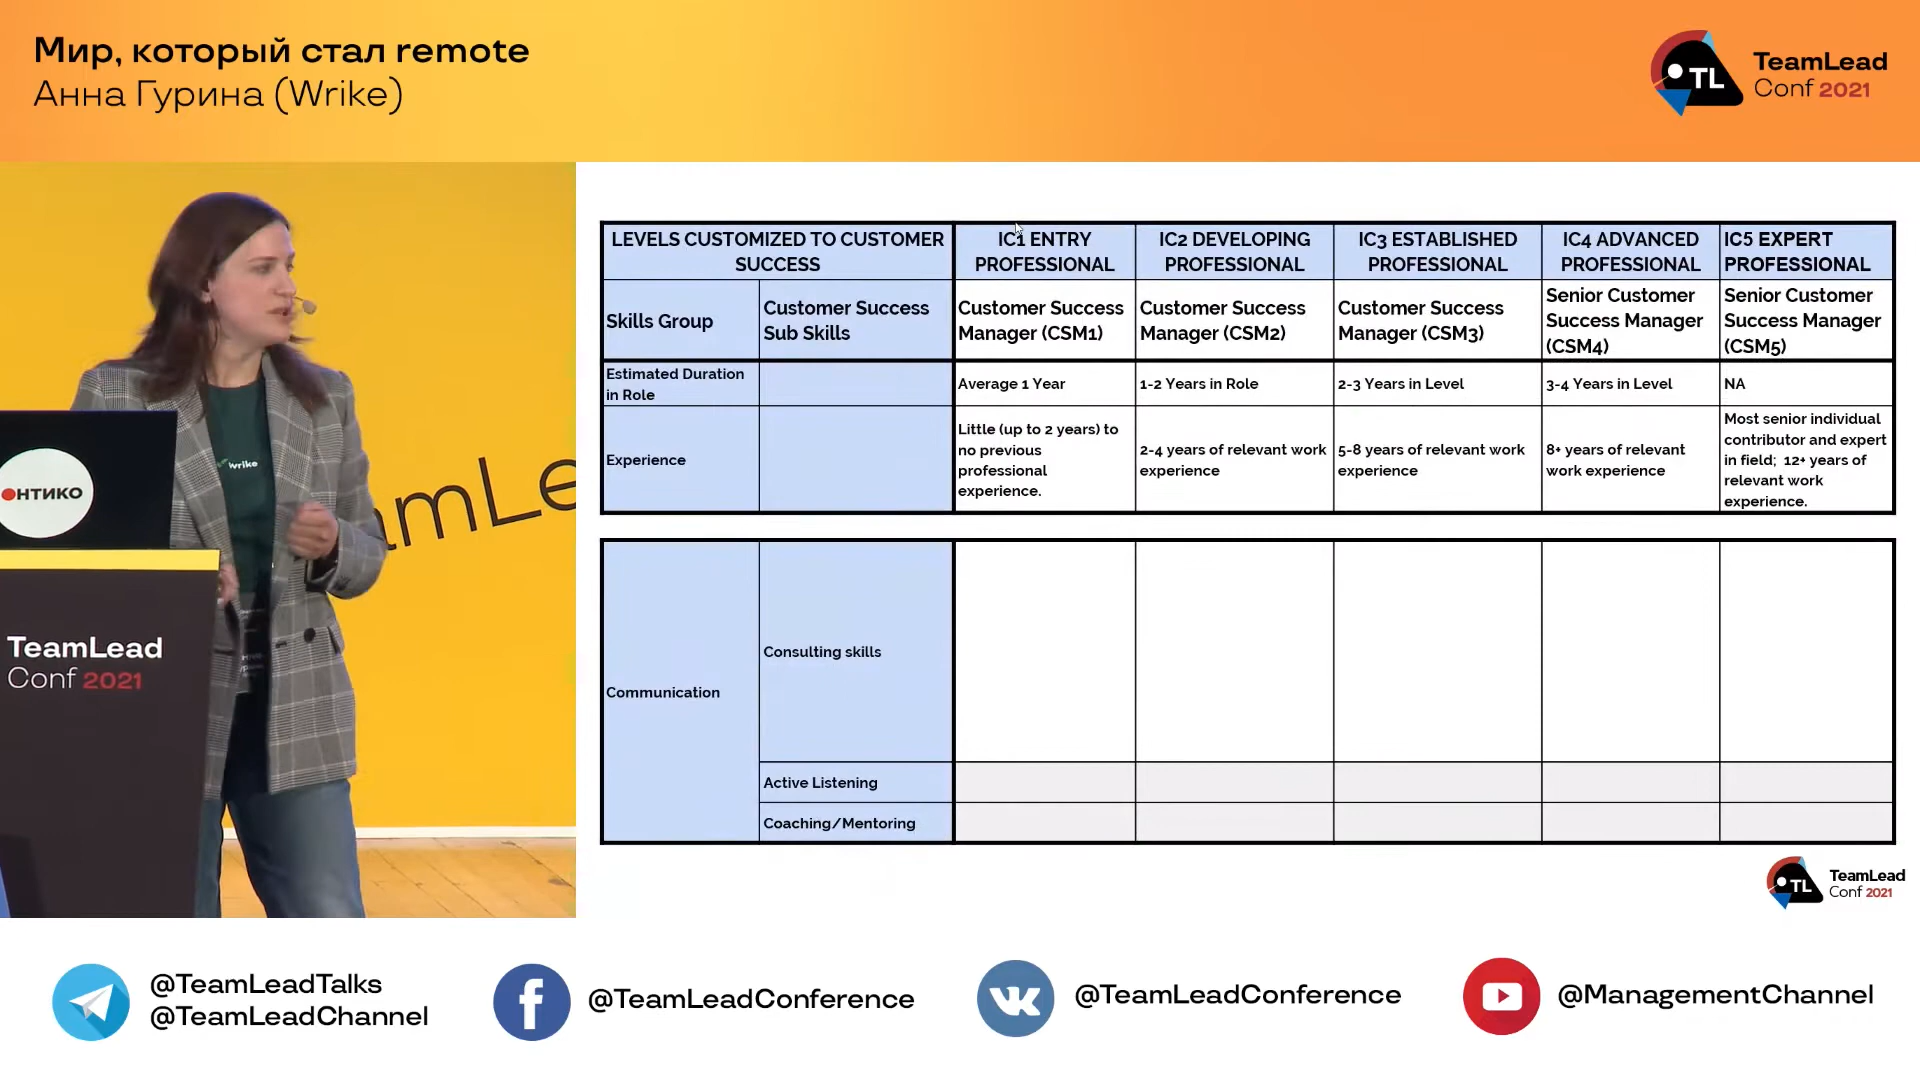 Мир, который стал remote
Анна Гурина (Wrike)
TL
TeamLead
Conf 2021
wrike
ОНТИКО
amLe
TeamLead
Conf 2021
LEVELS CUSTOMIZED TO CUSTOMER
SUCCESS
IC1 ENTRY
PROFESSIONAL
IC2 DEVELOPING
PROFESSIONAL
IC3 ESTABLISHED
PROFESSIONAL
IC4 ADVANCED
PROFESSIONAL
IC5 EXPERT
PROFESSIONAL
Skills Group
Customer Success
Sub Skills
Customer Success
Manager (CSM1)
Customer Success
Manager (CSM2)
Customer Success
Manager (CSM3)
Senior Customer
Success Manager
(CSM4)
Senior Customer
Success Manager
(CSM5)
Estimated Duration
in Role
Average 1 Year
1-2 Years in Role
2-3 Years in Level
3-4 Years in Level
NA
Experience
Little (up to 2 years) to
no previous
professional
experience.
2-4 years of relevant work
experience
5-8 years of relevant work
experience
8+ years of relevant
work experience
Most senior individual
contributor and expert
in field; 12+ years of
relevant work
experience.
Communication
Consulting skills
Active Listening
Coaching/Mentoring
TL
TeamLead
Conf 2021
@TeamLeadTalks
@TeamLeadChannel
@TeamLeadConference
@TeamLeadConference
@ManagementChannel